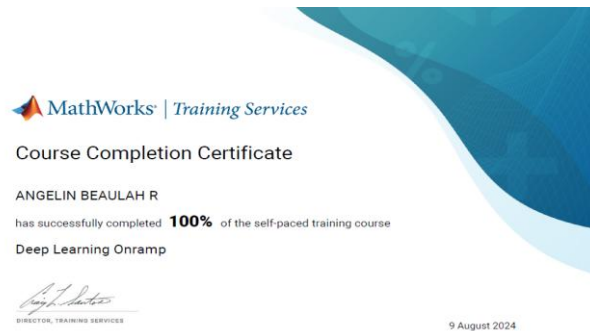 MathWorks® | Training Services
Course Completion Certificate
ANGELIN BEAULAH R
has successfully completed 100% of the self-paced training course
Deep Learning Onramp
DIRECTOR, TRAINING SERVICES
9 August 2024